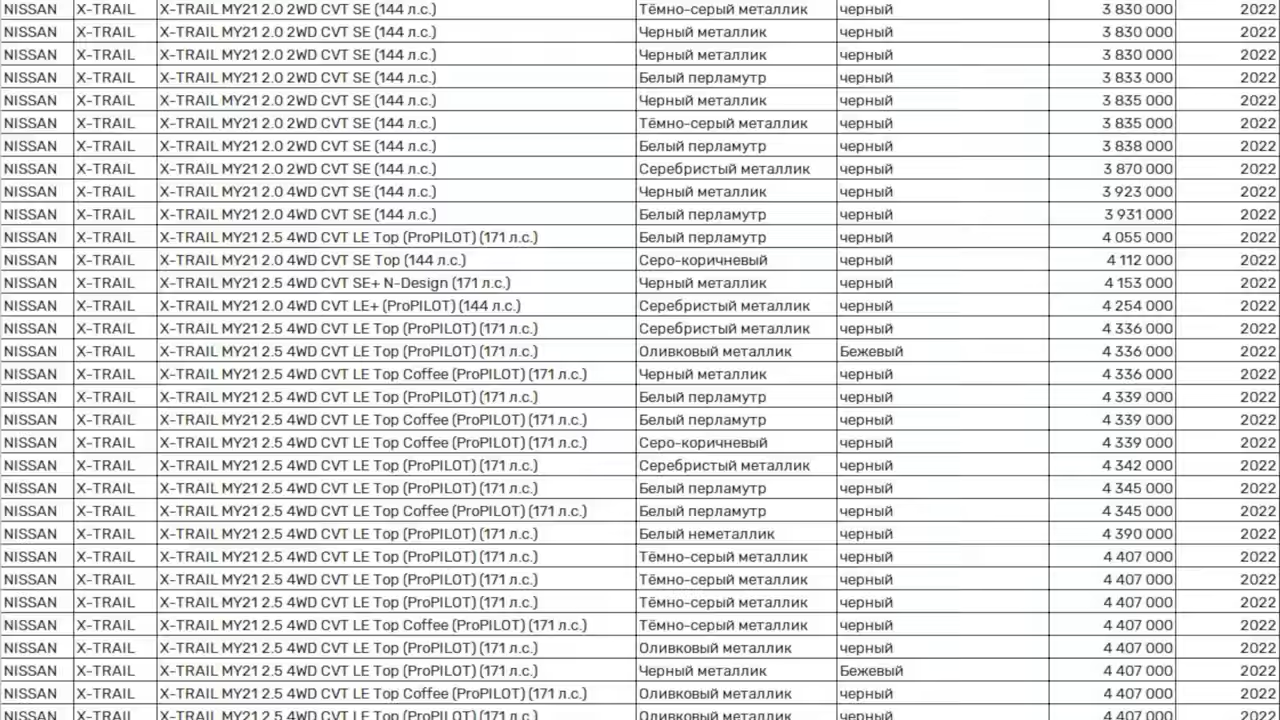 NISSAN X-TRAIL X-TRAIL MY21 2.0 2WD CVT SE (144 л.с.) Тёмно-серый металлик черный 3 830 000 2022
NISSAN X-TRAIL X-TRAIL MY21 2.0 2WD CVT SE (144 л.с.) Черный металлик черный 3 830 000 2022
NISSAN X-TRAIL X-TRAIL MY21 2.0 2WD CVT SE (144 л.с.) Черный металлик черный 3 830 000 2022
NISSAN X-TRAIL X-TRAIL MY21 2.0 2WD CVT SE (144 л.с.) Белый перламутр черный 3 833 000 2022
NISSAN X-TRAIL X-TRAIL MY21 2.0 2WD CVT SE (144 л.с.) Черный металлик черный 3 835 000 2022
NISSAN X-TRAIL X-TRAIL MY21 2.0 2WD CVT SE (144 л.с.) Тёмно-серый металлик черный 3 835 000 2022
NISSAN X-TRAIL X-TRAIL MY21 2.0 2WD CVT SE (144 л.с.) Белый перламутр черный 3 838 000 2022
NISSAN X-TRAIL X-TRAIL MY21 2.0 2WD CVT SE (144 л.с.) Серебристый металлик черный 3 870 000 2022
NISSAN X-TRAIL X-TRAIL MY21 2.0 4WD CVT SE (144 л.с.) Черный металлик черный 3 923 000 2022
NISSAN X-TRAIL X-TRAIL MY21 2.0 4WD CVT SE (144 л.с.) Белый перламутр черный 3 931 000 2022
NISSAN X-TRAIL X-TRAIL MY21 2.5 4WD CVT LE Top (ProPILOT) (171 л.с.) Белый перламутр черный 4 055 000 2022
NISSAN X-TRAIL X-TRAIL MY21 2.0 4WD CVT SE Top (144 л.с.) Серо-коричневый черный 4 112 000 2022
NISSAN X-TRAIL X-TRAIL MY21 2.5 4WD CVT SE+ N-Design (171 л.с.) Черный металлик черный 4 153 000 2022
NISSAN X-TRAIL X-TRAIL MY21 2.0 4WD CVT LE+ (ProPILOT) (144 л.с.) Серебристый металлик черный 4 254 000 2022
NISSAN X-TRAIL X-TRAIL MY21 2.5 4WD CVT LE Top (ProPILOT) (171 л.с.) Серебристый металлик черный 4 336 000 2022
NISSAN X-TRAIL X-TRAIL MY21 2.5 4WD CVT LE Top (ProPILOT) (171 л.с.) Оливковый металлик Бежевый 4 336 000 2022
NISSAN X-TRAIL X-TRAIL MY21 2.5 4WD CVT LE Top Coffee (ProPILOT) (171 л.с.) Черный металлик черный 4 336 000 2022
NISSAN X-TRAIL X-TRAIL MY21 2.5 4WD CVT LE Top (ProPILOT) (171 л.с.) Белый перламутр черный 4 339 000 2022
NISSAN X-TRAIL X-TRAIL MY21 2.5 4WD CVT LE Top Coffee (ProPILOT) (171 л.с.) Белый перламутр черный 4 339 000 2022
NISSAN X-TRAIL X-TRAIL MY21 2.5 4WD CVT LE Top Coffee (ProPILOT) (171 л.с.) Серо-коричневый черный 4 339 000 2022
NISSAN X-TRAIL X-TRAIL MY21 2.5 4WD CVT LE Top (ProPILOT) (171 л.с.) Серебристый металлик черный 4 342 000 2022
NISSAN X-TRAIL X-TRAIL MY21 2.5 4WD CVT LE Top (ProPILOT) (171 л.с.) Белый перламутр черный 4 345 000 2022
NISSAN X-TRAIL X-TRAIL MY21 2.5 4WD CVT LE Top Coffee (ProPILOT) (171 л.с.) Белый перламутр черный 4 345 000 2022
NISSAN X-TRAIL X-TRAIL MY21 2.5 4WD CVT LE Top (ProPILOT) (171 л.с.) Белый неметаллик черный 4 390 000 2022
NISSAN X-TRAIL X-TRAIL MY21 2.5 4WD CVT LE Top (ProPILOT) (171 л.с.) Тёмно-серый металлик черный 4 407 000 2022
NISSAN X-TRAIL X-TRAIL MY21 2.5 4WD CVT LE Top (ProPILOT) (171 л.с.) Тёмно-серый металлик черный 4 407 000 2022
NISSAN X-TRAIL X-TRAIL MY21 2.5 4WD CVT LE Top (ProPILOT) (171 л.с.) Тёмно-серый металлик черный 4 407 000 2022
NISSAN X-TRAIL X-TRAIL MY21 2.5 4WD CVT LE Top Coffee (ProPILOT) (171 л.с.) Тёмно-серый металлик черный 4 407 000 2022
NISSAN X-TRAIL X-TRAIL MY21 2.5 4WD CVT LE Top (ProPILOT) (171 л.с.) Оливковый металлик черный 4 407 000 2022
NISSAN X-TRAIL X-TRAIL MY21 2.5 4WD CVT LE Top (ProPILOT) (171 л.с.) Черный металлик Бежевый 4 407 000 2022
NISSAN X-TRAIL X-TRAIL MY21 2.5 4WD CVT LE Top Coffee (ProPILOT) (171 л.с.) Оливковый металлик черный 4 407 000 2022
NISSAN X-TRAIL X-TRAIL MY21 2.5 4WD CVT LE Top (ProPILOT) (171 л.с.) Оливковый металлик черный 4 407 000 2022